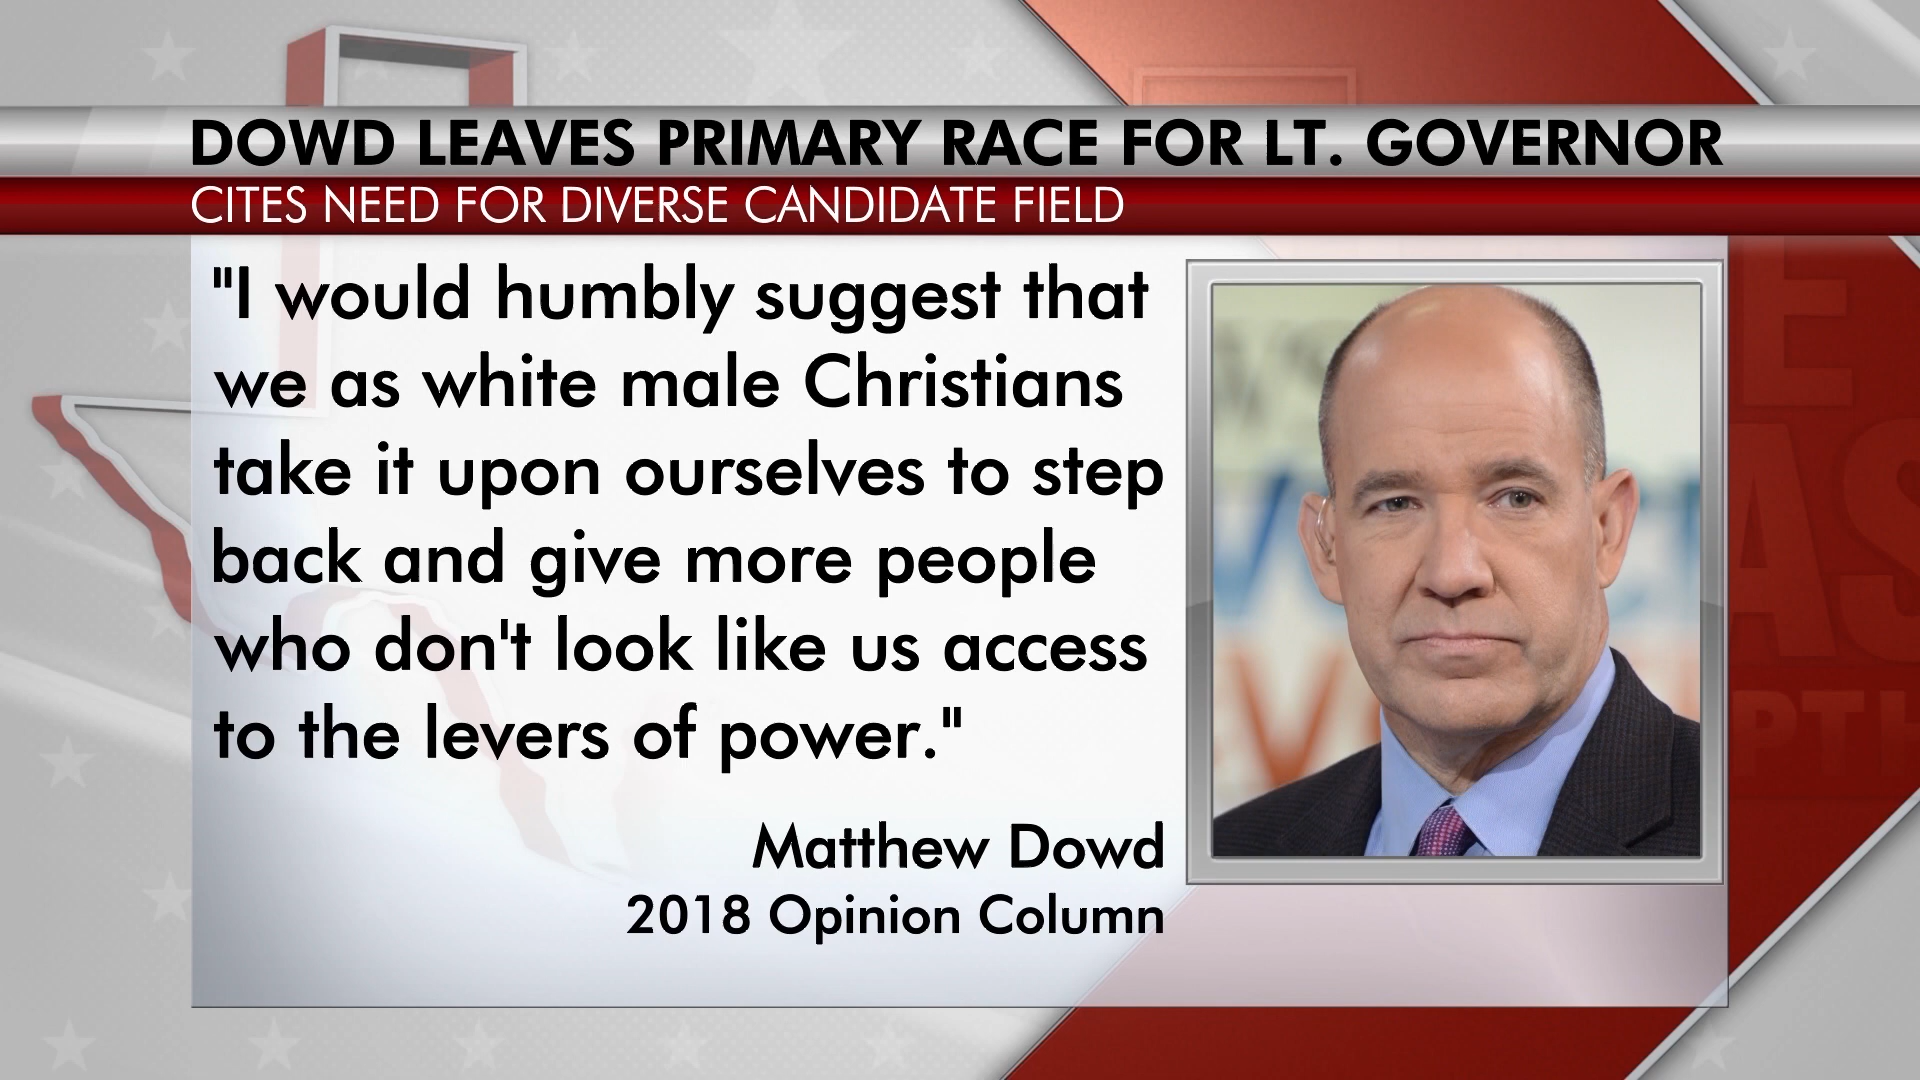 DOWD LEAVES PRIMARY RACE FOR LT. GOVERNOR
CITES NEED FOR DIVERSE CANDIDATE FIELD
"I would humbly suggest that
we as white male Christians
take it upon ourselves to step
back and give more people
who don't look like us access
to the levers of power."
Matthew Dowd
2018 Opinion Column